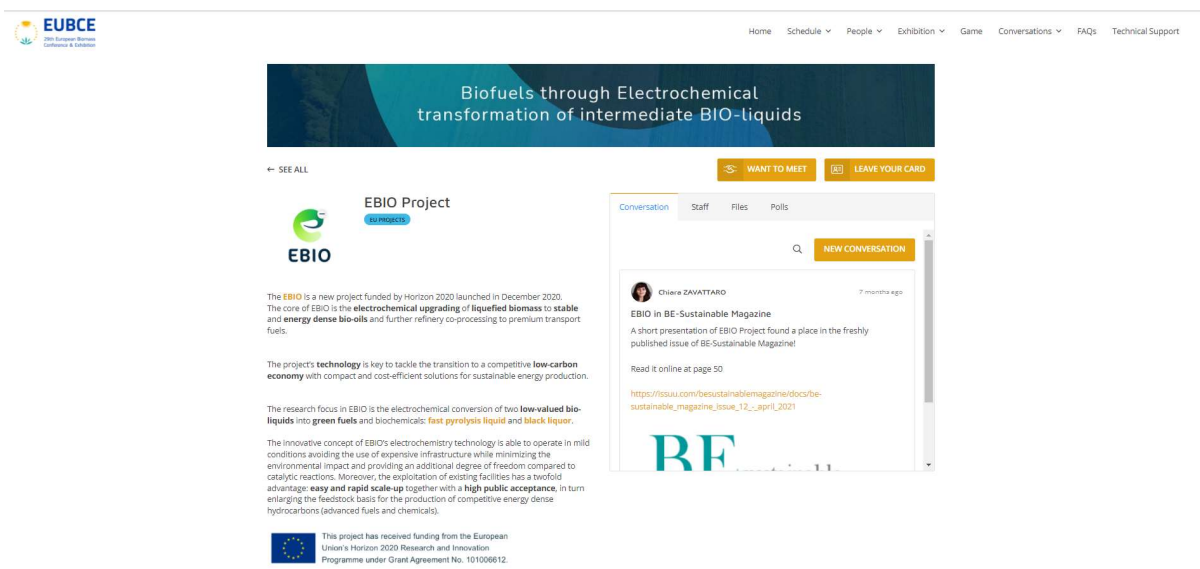 EUBCE
29th European Biomass
Conference & Exhibition
Home Schedule People Exhibition Game Conversations FAQs Technical Support
Biofuels through Electrochemical
transformation of intermediate BIO-liquids
← SEE ALL
WANT TO MEET
LEAVE YOUR CARD
EBIO
EBIO Project
EU PROJECTS
The EBIO is a new project funded by Horizon 2020 launched in December 2020.
The core of EBIO is the electrochemical upgrading of liquefied biomass to stable
and energy dense bio-oils and further refinery co-processing to premium transport
fuels.
The project's technology is key to tackle the transition to a competitive low-carbon
economy with compact and cost-efficient solutions for sustainable energy production.
The research focus in EBIO is the electrochemical conversion of two low-valued bio-
liquids into green fuels and biochemicals: fast pyrolysis liquid and black liquor.
The innovative concept of EBIO's electrochemistry technology is able to operate in mild
conditions avoiding the use of expensive infrastructure while minimizing the
environmental impact and providing an additional degree of freedom compared to
catalytic reactions. Moreover, the exploitation of existing facilities has a twofold
advantage: easy and rapid scale-up together with a high public acceptance, in turn
enlarging the feedstock basis for the production of competitive energy dense
hydrocarbons (advanced fuels and chemicals).
This project has received funding from the European
Union's Horizon 2020 Research and Innovation
Programme under Grant Agreement No. 101006612.
Conversation Staff Files Polls
NEW CONVERSATION
Chiara ZAVATTARO
7 months ago
EBIO in BE-Sustainable Magazine
A short presentation of EBIO Project found a place in the freshly
published issue of BE-Sustainable Magazine!
Read it online at page 50
https://issuu.com/besustainablemagazine/docs/be-
sustainable_magazine_issue_12_-_april_2021
BE